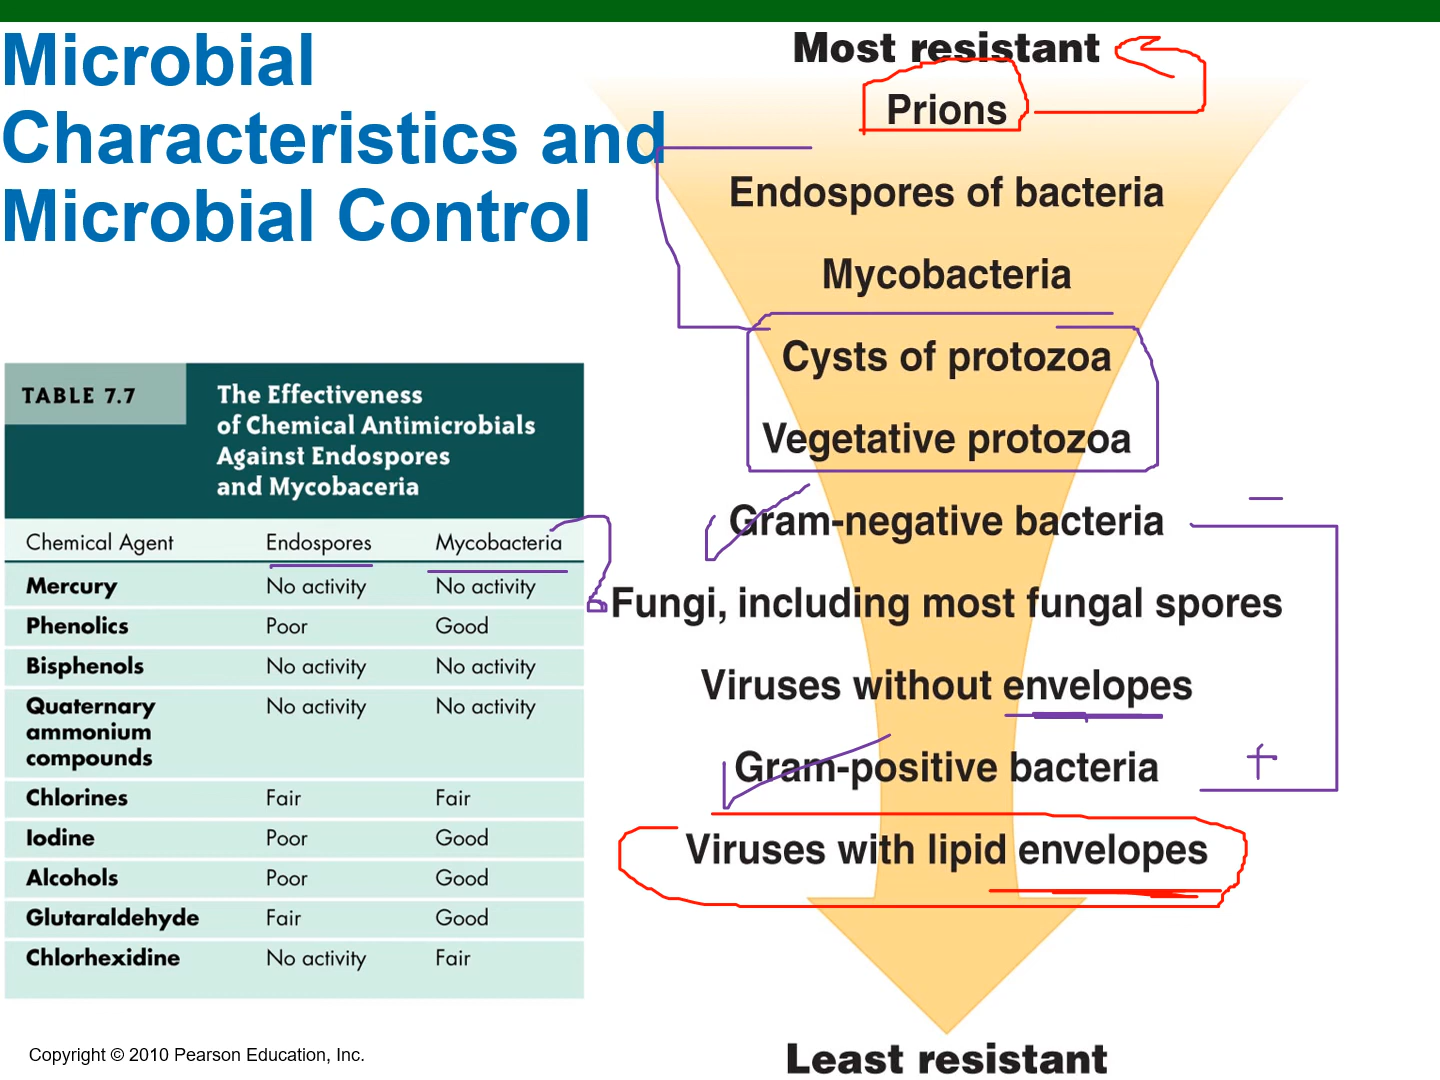 Microbial
Characteristics and
Microbial Control
TABLE 7.7
The Effectiveness
of Chemical Antimicrobials
Against Endospores
and Mycobaceria
Chemical Agent Endospores Mycobacteria
Mercury No activity No activity
Phenolics Poor Good
Bisphenols No activity No activity
Quaternary No activity No activity
ammonium
compounds
Chlorines Fair Fair
Iodine Poor Good
Alcohols Poor Good
Glutaraldehyde Fair Good
Chlorhexidine No activity Fair
Copyright © 2010 Pearson Education, Inc.
Most resistant
Prions
Endospores of bacteria
Mycobacteria
Cysts of protozoa
Vegetative protozoa
Gram-negative bacteria –
Fungi, including most fungal spores
Viruses without envelopes
Gram-positive bacteria +
Viruses with lipid envelopes
Least resistant